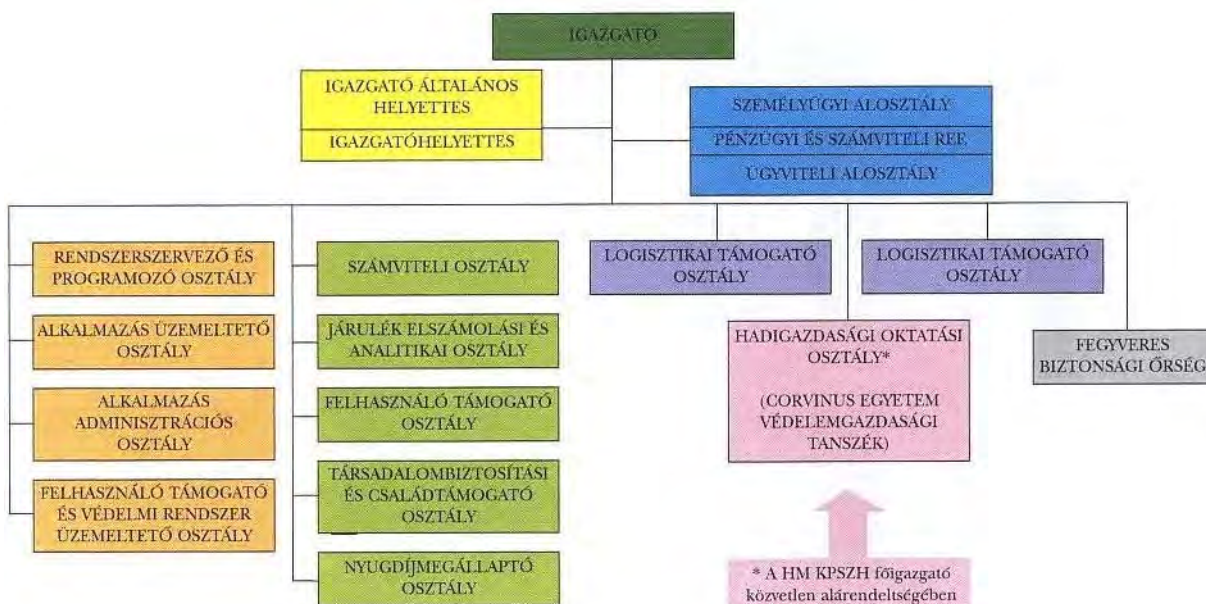 IGAZGATÓ
IGAZGATÓ ÁLTALÁNOS
HELYETTES
IGAZGATÓHELYETTES
SZEMÉLYÜGYI ALOSZTÁLY
PÉNZÜGYI ÉS SZÁMVITELI REF.
ÜGYVITELI ALOSZTÁLY
RENDSZERSZERVEZŐ ÉS
PROGRAMOZÓ OSZTÁLY
ALKALMAZÁS ÜZEMELTETŐ
OSZTÁLY
ALKALMAZÁS
ADMINISZTRÁCIÓS
OSZTÁLY
FELHASZNÁLÓ TÁMOGATÓ
ÉS VÉDELMI RENDSZER
ÜZEMELTETŐ OSZTÁLY
SZÁMVITELI OSZTÁLY
JÁRULÉK ELSZÁMOLÁSI ÉS
ANALITIKAI OSZTÁLY
FELHASZNÁLÓ TÁMOGATÓ
OSZTÁLY
TÁRSADALOMBIZTOSÍTÁSI
ÉS CSALÁDTÁMOGATÓ
OSZTÁLY
NYUGDÍJMEGÁLLAPTÓ
OSZTÁLY
LOGISZTIKAI TÁMOGATÓ
OSZTÁLY
HADIGAZDASÁGI OKTATÁSI
OSZTÁLY*
(CORVINUS EGYETEM
VÉDELEMGAZDASÁGI
TANSZÉK)
* A HM KPSZH főigazgató
közvetlen alárendeltségében
LOGISZTIKAI TÁMOGATÓ
OSZTÁLY
FEGYVERES
BIZTONSÁGI ŐRSÉG